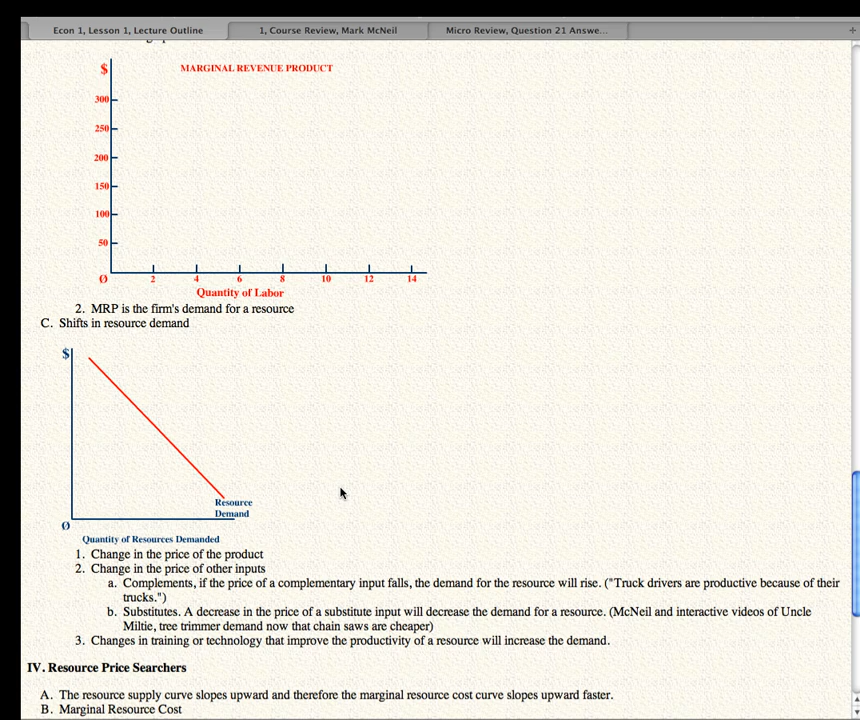 Econ 1, Lesson 1, Lecture Outline
1, Course Review, Mark McNeil
Micro Review, Question 21 Answe...
$
MARGINAL REVENUE PRODUCT
300
250
200
150
100
50
0
2 4 6 8 10 12 14
Quantity of Labor
2. MRP is the firm's demand for a resource
C. Shifts in resource demand
$
Resource
Demand
0
Quantity of Resources Demanded
1. Change in the price of the product
2. Change in the price of other inputs
a. Complements, if the price of a complementary input falls, the demand for the resource will rise. ("Truck drivers are productive because of their
trucks.")
b. Substitutes. A decrease in the price of a substitute input will decrease the demand for a resource. (McNeil and interactive videos of Uncle
Miltie, tree trimmer demand now that chain saws are cheaper)
3. Changes in training or technology that improve the productivity of a resource will increase the demand.
IV. Resource Price Searchers
A. The resource supply curve slopes upward and therefore the marginal resource cost curve slopes upward faster.
B. Marginal Resource Cost